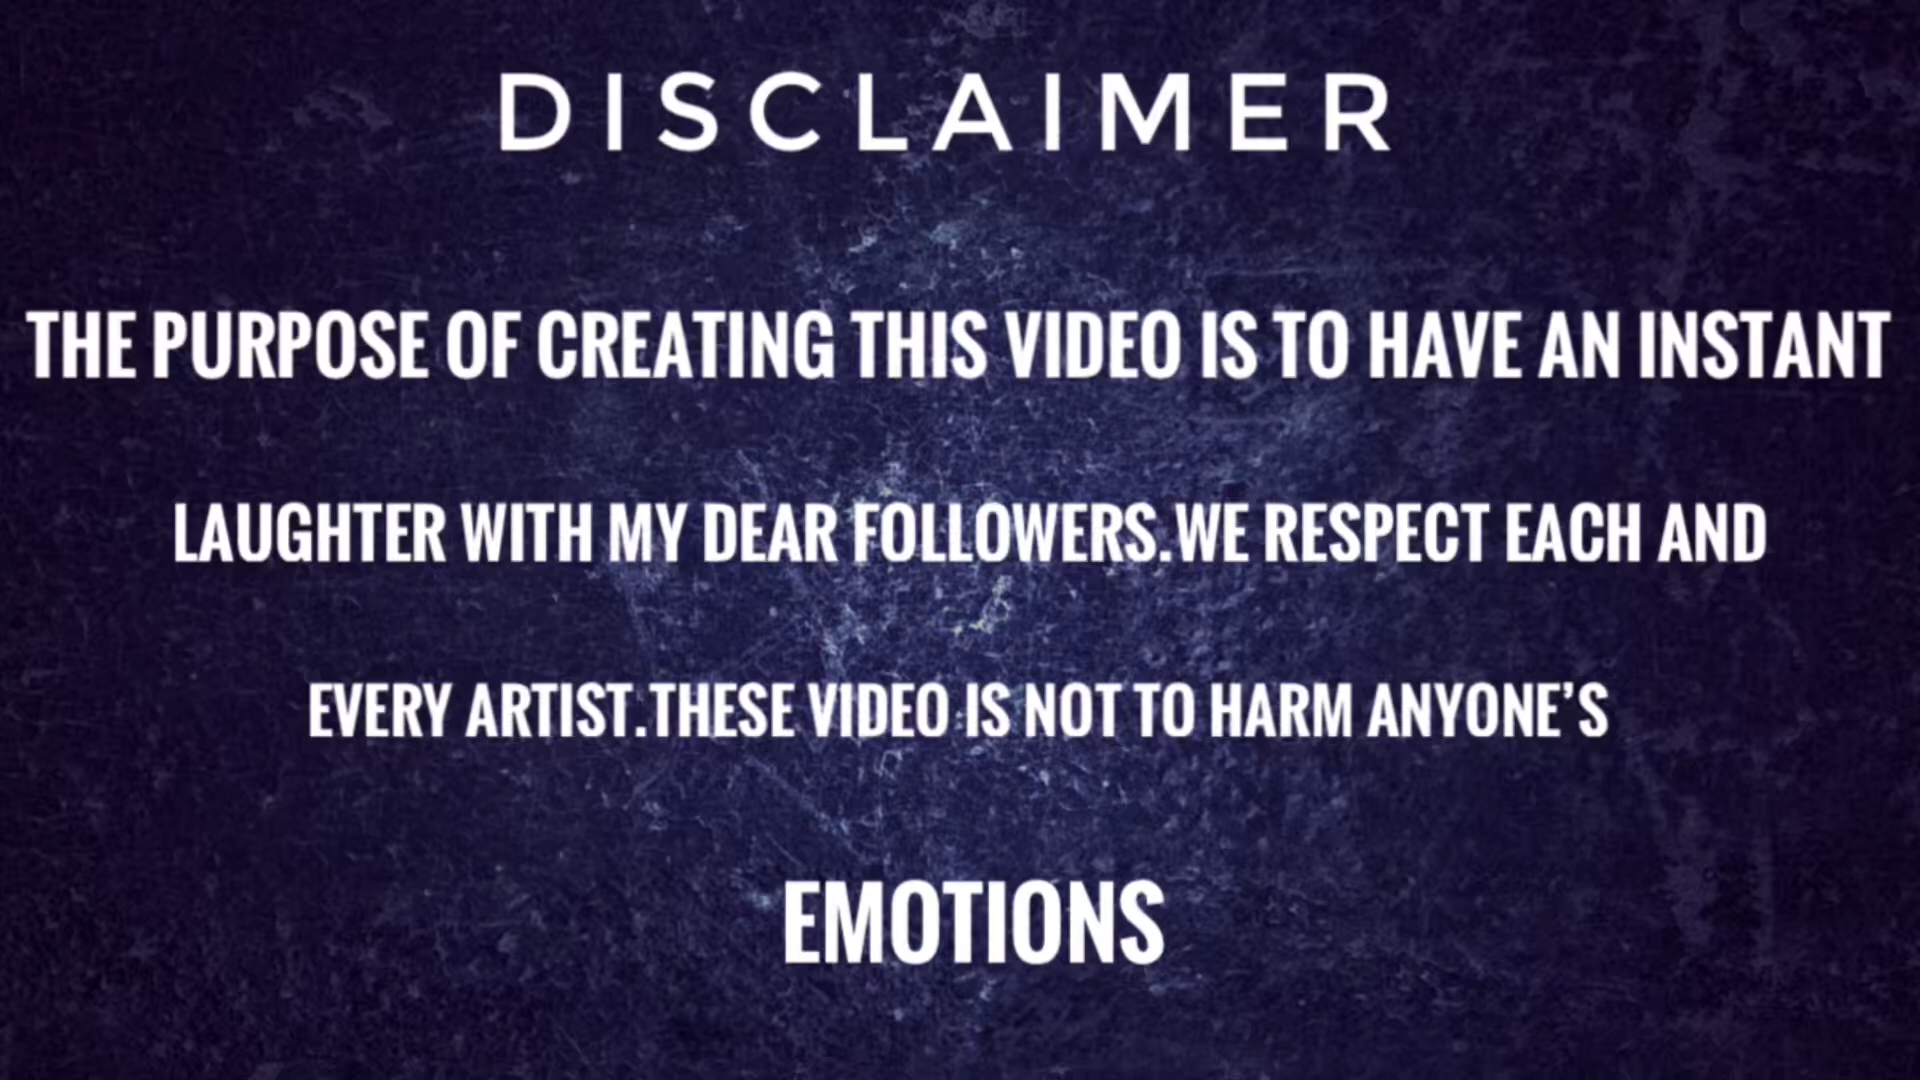 DISCLAIMER
THE PURPOSE OF CREATING THIS VIDEO IS TO HAVE AN INSTANT
LAUGHTER WITH MY DEAR FOLLOWERS.WE RESPECT EACH AND
EVERY ARTIST.THESE VIDEO IS NOT TO HARM ANYONE’S
EMOTIONS